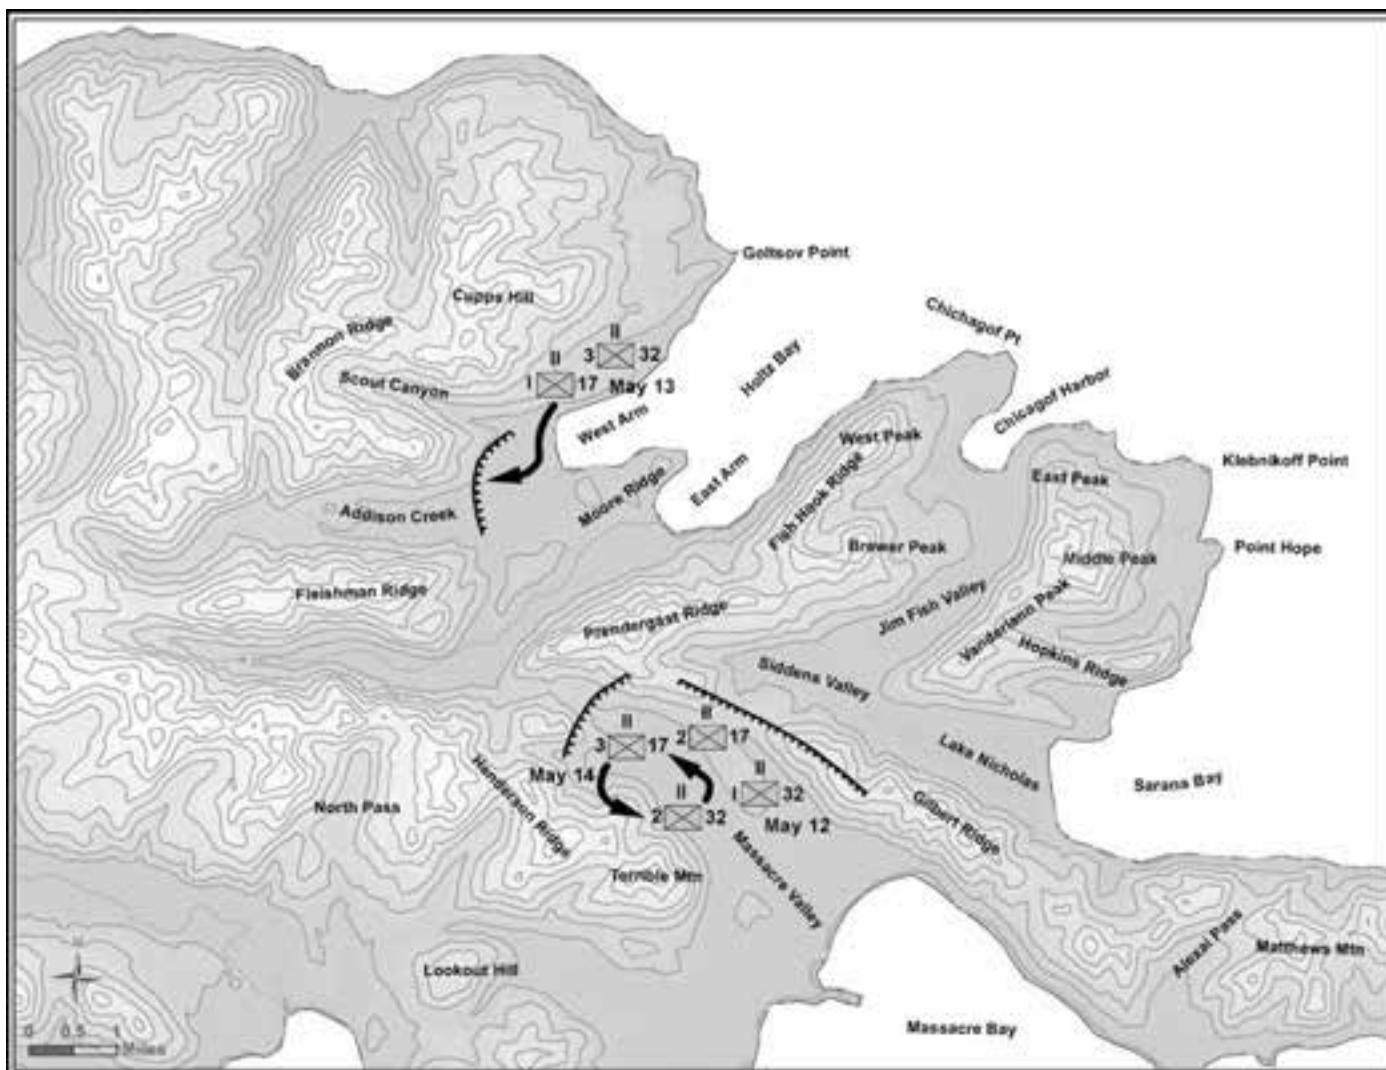 Goltsov Point
Cupps Hill
Brannon Ridge
Scout Canyon
II
3 32
II
1 17 May 13
West Arm
Holtz Bay
Chichagof Pt
Chicagof Harbor
West Peak
East Arm
Moore Ridge
Fish Hook Ridge
East Peak
Klebnikoff Point
Addison Creek
Brewer Peak
Middle Peak
Point Hope
Fleishman Ridge
Prendergast Ridge
Jim Fish Valley
Vanderlann Peak
Hopkins Ridge
Siddens Valley
II
2 17
II
3 17
May 14
Lake Nicholas
Sarana Bay
Handerson Ridge
North Pass
II
1 32
May 12
II
2 32
Gilbert Ridge
Terrible Mtn
Massacre Valley
Alexai Pass
Matthews Mtn
Lookout Hill
Massacre Bay
0 0.5 1
Miles